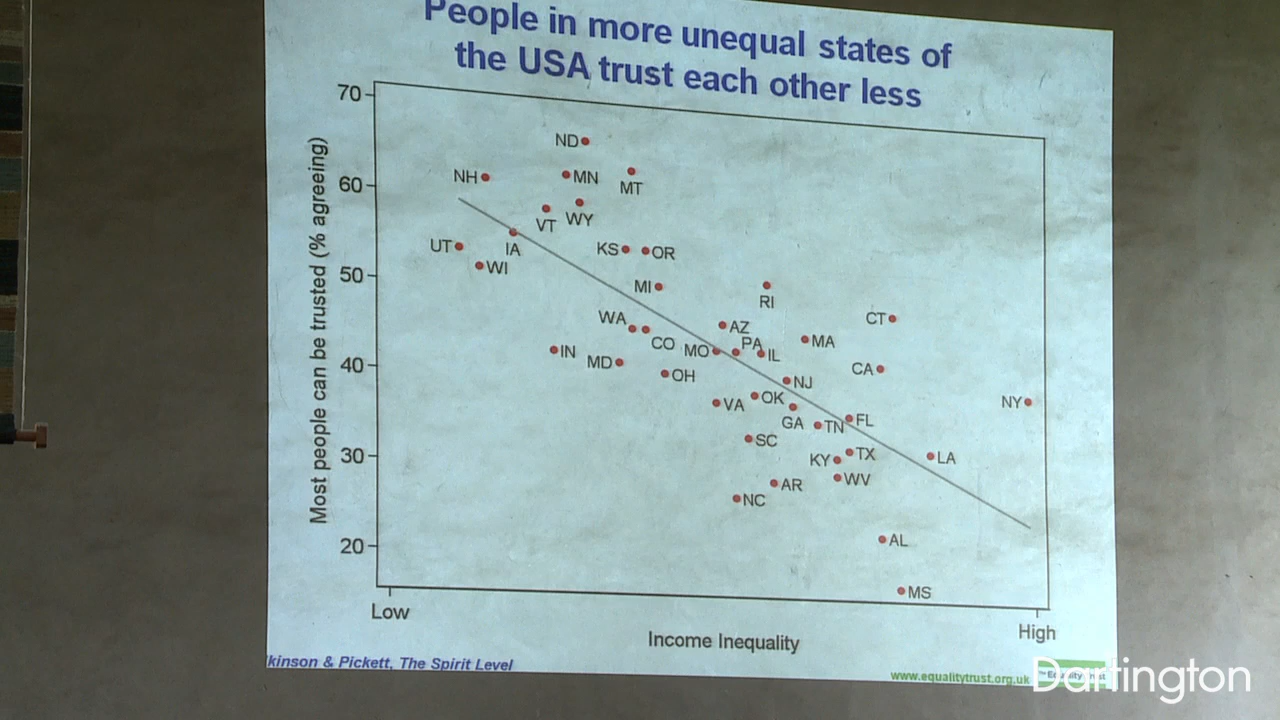 People in more unequal states of
the USA trust each other less
Most people can be trusted (% agreeing)
70
60
50
40
30
20
ND
NH
MN
MT
VT
WY
UT
IA
WI
KS
OR
MI
RI
WA
CO
AZ
CT
MO
PA
IL
MA
IN
MD
OH
CA
NJ
VA
OK
NY
GA
TN
FL
SC
KY
TX
LA
WV
AR
NC
AL
MS
Low
High
Income Inequality
kinson & Pickett, The Spirit Level
www.equalitytrust.org.uk
Dartington